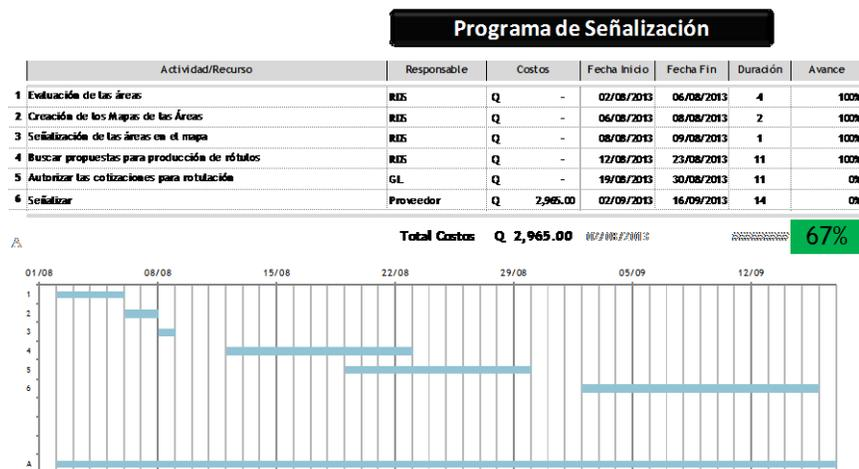 Programa de Señalización
Actividad/Recurso Responsable Costos Fecha Inicio Fecha Fin Duración Avance
1 Evaluación de las áreas RDS Q - 02/08/2013 06/08/2013 4 100%
2 Creación de los Mapas de las Áreas RDS Q - 06/08/2013 08/08/2013 2 100%
3 Señalización de las áreas en el mapa RDS Q - 08/08/2013 09/08/2013 1 100%
4 Buscar propuestas para producción de rótulos RDS Q - 12/08/2013 23/08/2013 11 100%
5 Autorizar las cotizaciones para rotulación GL Q - 19/08/2013 30/08/2013 11 0%
6 Señalizar Proveedor Q 2,965.00 02/09/2013 16/09/2013 14 0%
A Total Costos Q 2,965.00 02/08/2013 67%
01/08 08/08 15/08 22/08 29/08 05/09 12/09
1
2
3
4
5
6
A